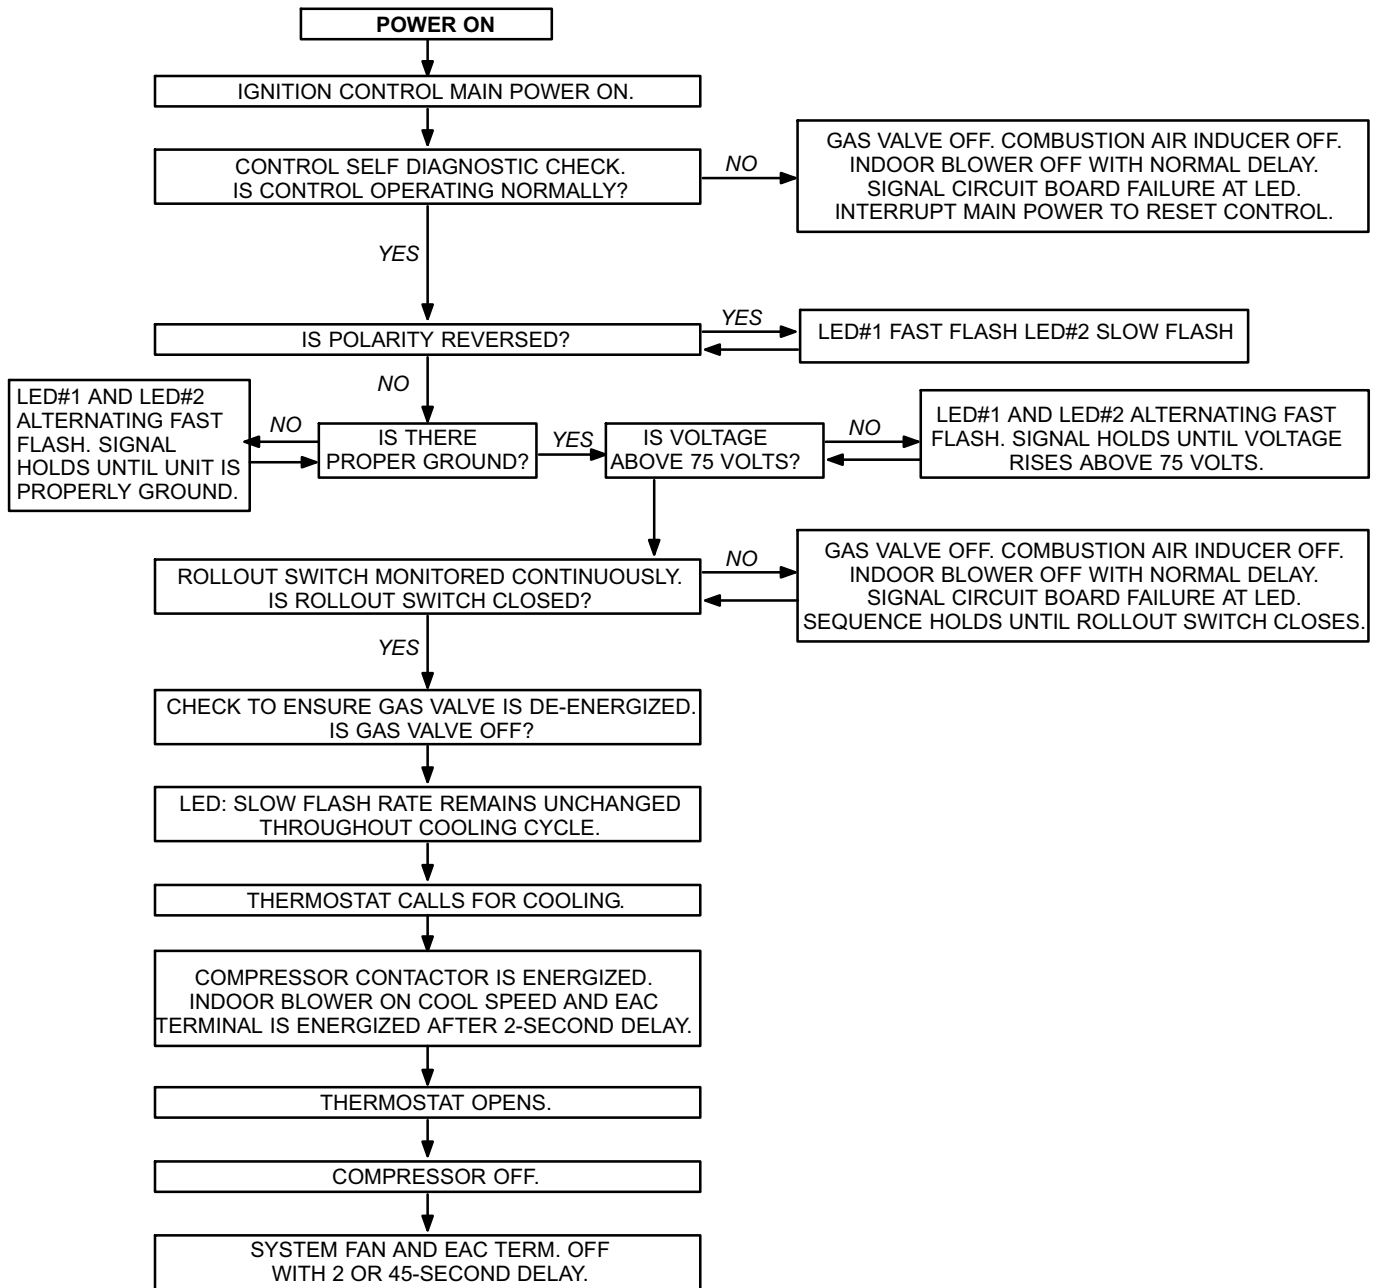 POWER ON
IGNITION CONTROL MAIN POWER ON.
CONTROL SELF DIAGNOSTIC CHECK.
IS CONTROL OPERATING NORMALLY?
NO
GAS VALVE OFF. COMBUSTION AIR INDUCER OFF.
INDOOR BLOWER OFF WITH NORMAL DELAY.
SIGNAL CIRCUIT BOARD FAILURE AT LED.
INTERRUPT MAIN POWER TO RESET CONTROL.
YES
IS POLARITY REVERSED?
YES
LED#1 FAST FLASH LED#2 SLOW FLASH
NO
LED#1 AND LED#2
ALTERNATING FAST
FLASH. SIGNAL
HOLDS UNTIL UNIT IS
PROPERLY GROUND.
NO
IS THERE
PROPER GROUND?
YES
IS VOLTAGE
ABOVE 75 VOLTS?
NO
LED#1 AND LED#2 ALTERNATING FAST
FLASH. SIGNAL HOLDS UNTIL VOLTAGE
RISES ABOVE 75 VOLTS.
ROLLOUT SWITCH MONITORED CONTINUOUSLY.
IS ROLLOUT SWITCH CLOSED?
NO
GAS VALVE OFF. COMBUSTION AIR INDUCER OFF.
INDOOR BLOWER OFF WITH NORMAL DELAY.
SIGNAL CIRCUIT BOARD FAILURE AT LED.
SEQUENCE HOLDS UNTIL ROLLOUT SWITCH CLOSES.
YES
CHECK TO ENSURE GAS VALVE IS DE-ENERGIZED.
IS GAS VALVE OFF?
LED: SLOW FLASH RATE REMAINS UNCHANGED
THROUGHOUT COOLING CYCLE.
THERMOSTAT CALLS FOR COOLING.
COMPRESSOR CONTACTOR IS ENERGIZED.
INDOOR BLOWER ON COOL SPEED AND EAC
TERMINAL IS ENERGIZED AFTER 2-SECOND DELAY.
THERMOSTAT OPENS.
COMPRESSOR OFF.
SYSTEM FAN AND EAC TERM. OFF
WITH 2 OR 45-SECOND DELAY.